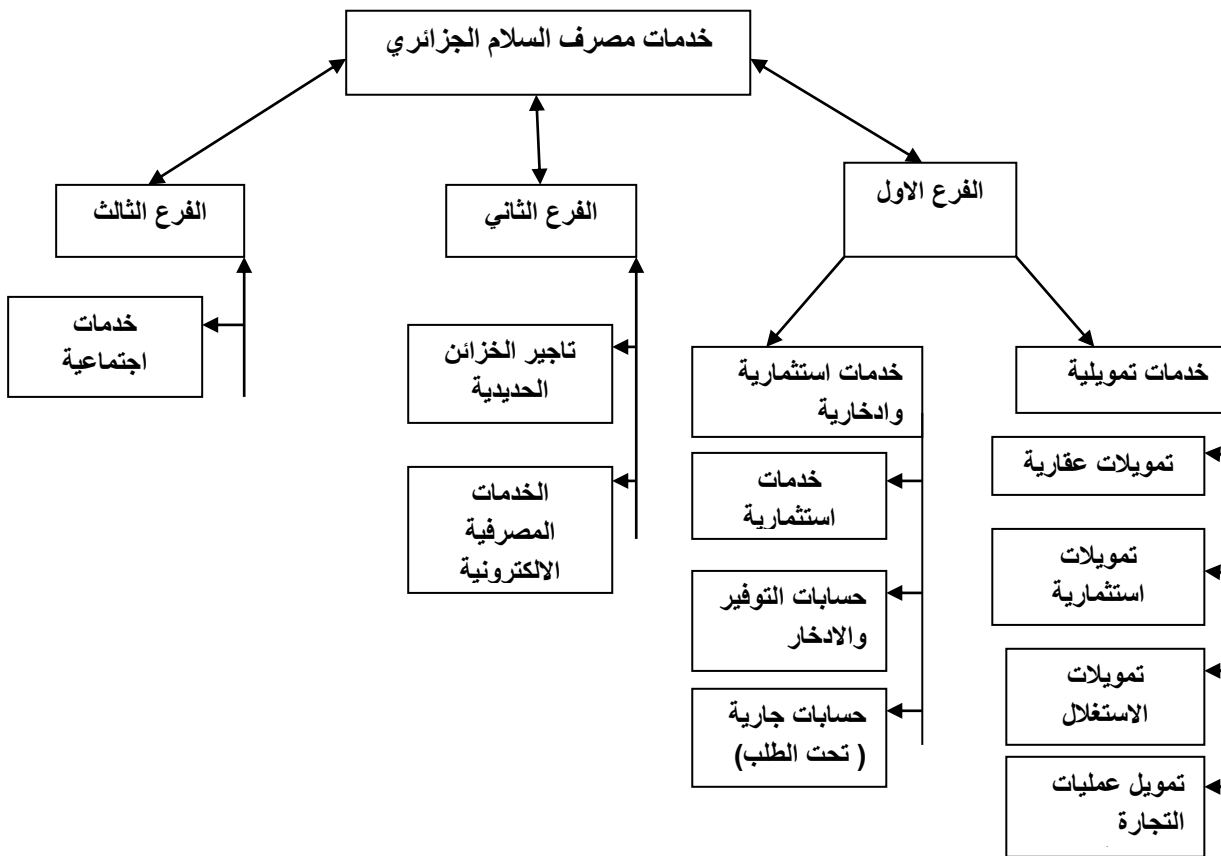 خدمات مصرف السلام الجزائري
الفرع الاول
الفرع الثاني
الفرع الثالث
خدمات تمويلية
تمويلات عقارية
تمويلات
استثمارية
تمويلات
الاستغلال
تمويل عمليات
التجارة
خدمات استثمارية
وادخارية
خدمات
استثمارية
حسابات التوفير
والادخار
حسابات جارية
( تحت الطلب)
تاجير الخزائن
الحديدية
الخدمات
المصرفية
الالكترونية
خدمات
اجتماعية